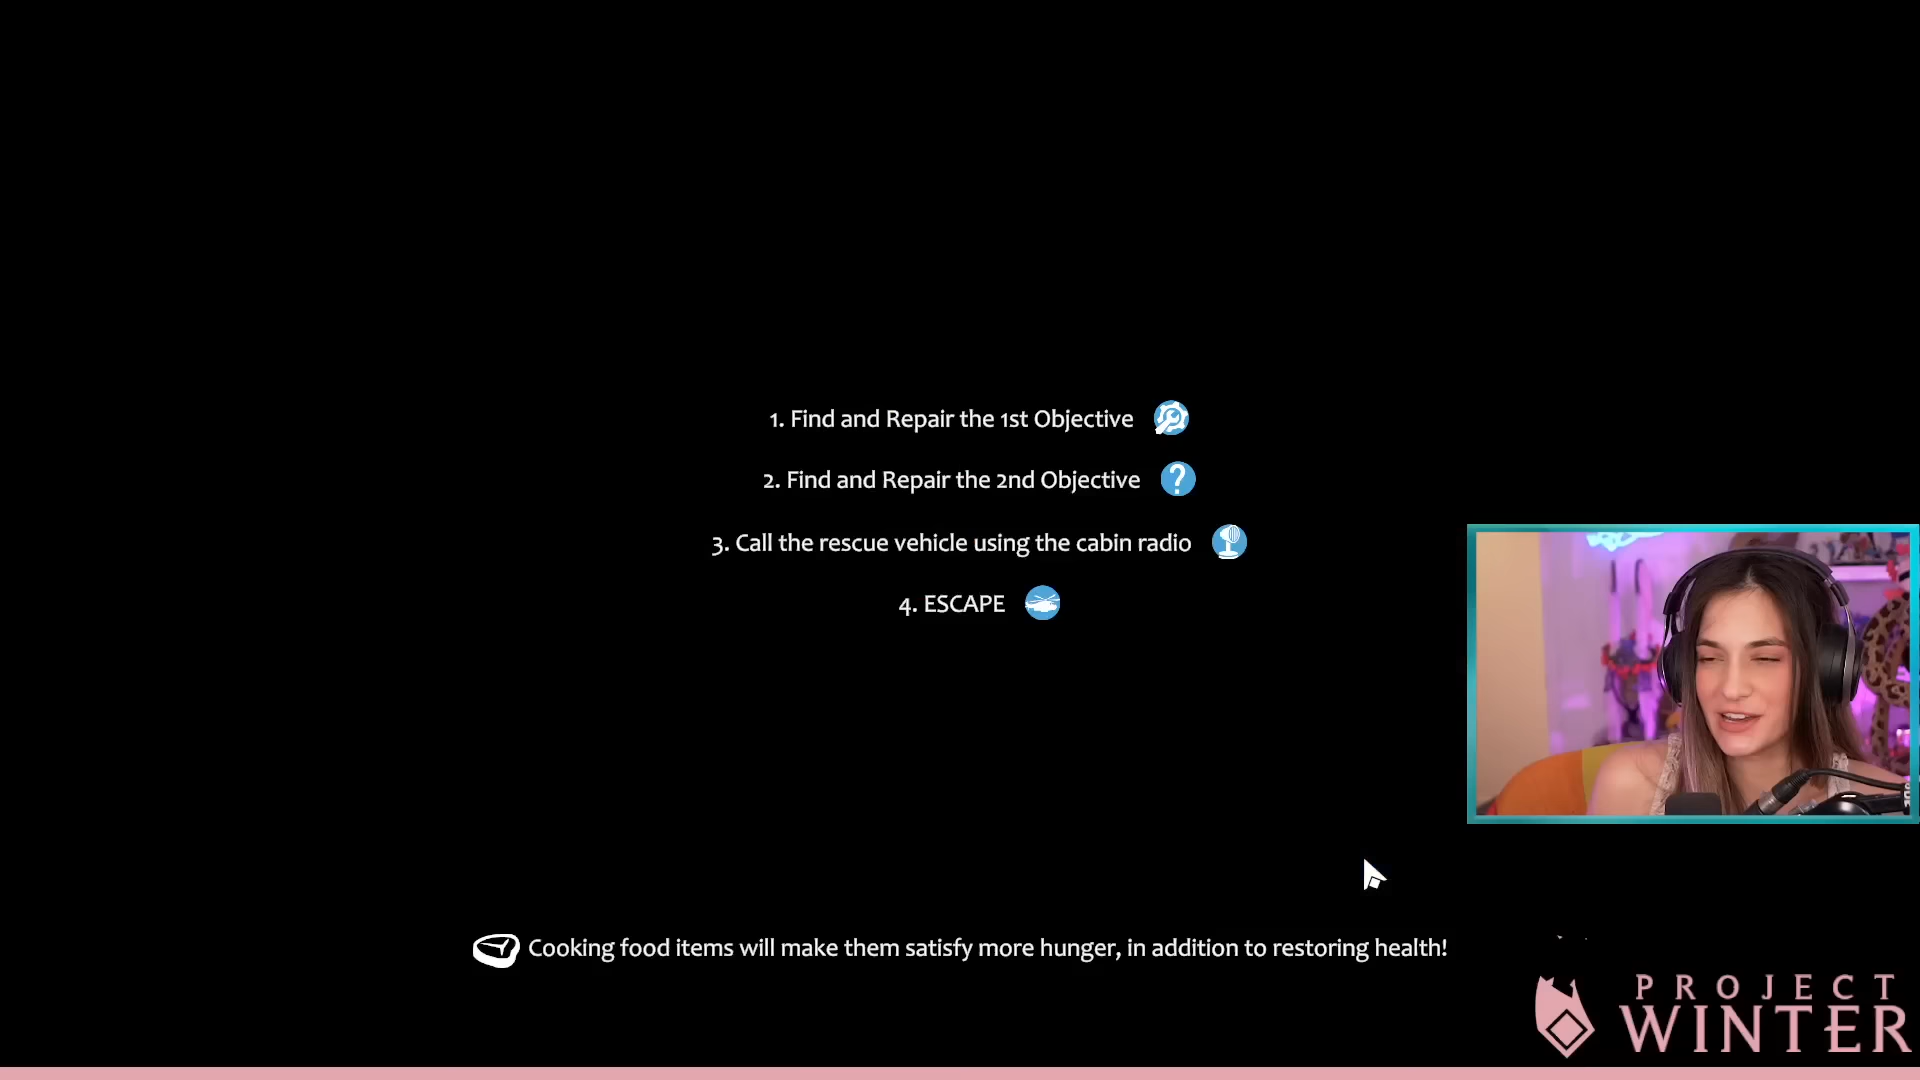 1. Find and Repair the 1st Objective
2. Find and Repair the 2nd Objective
3. Call the rescue vehicle using the cabin radio
4. ESCAPE
Cooking food items will make them satisfy more hunger, in addition to restoring health!
PROJECT
WINTER